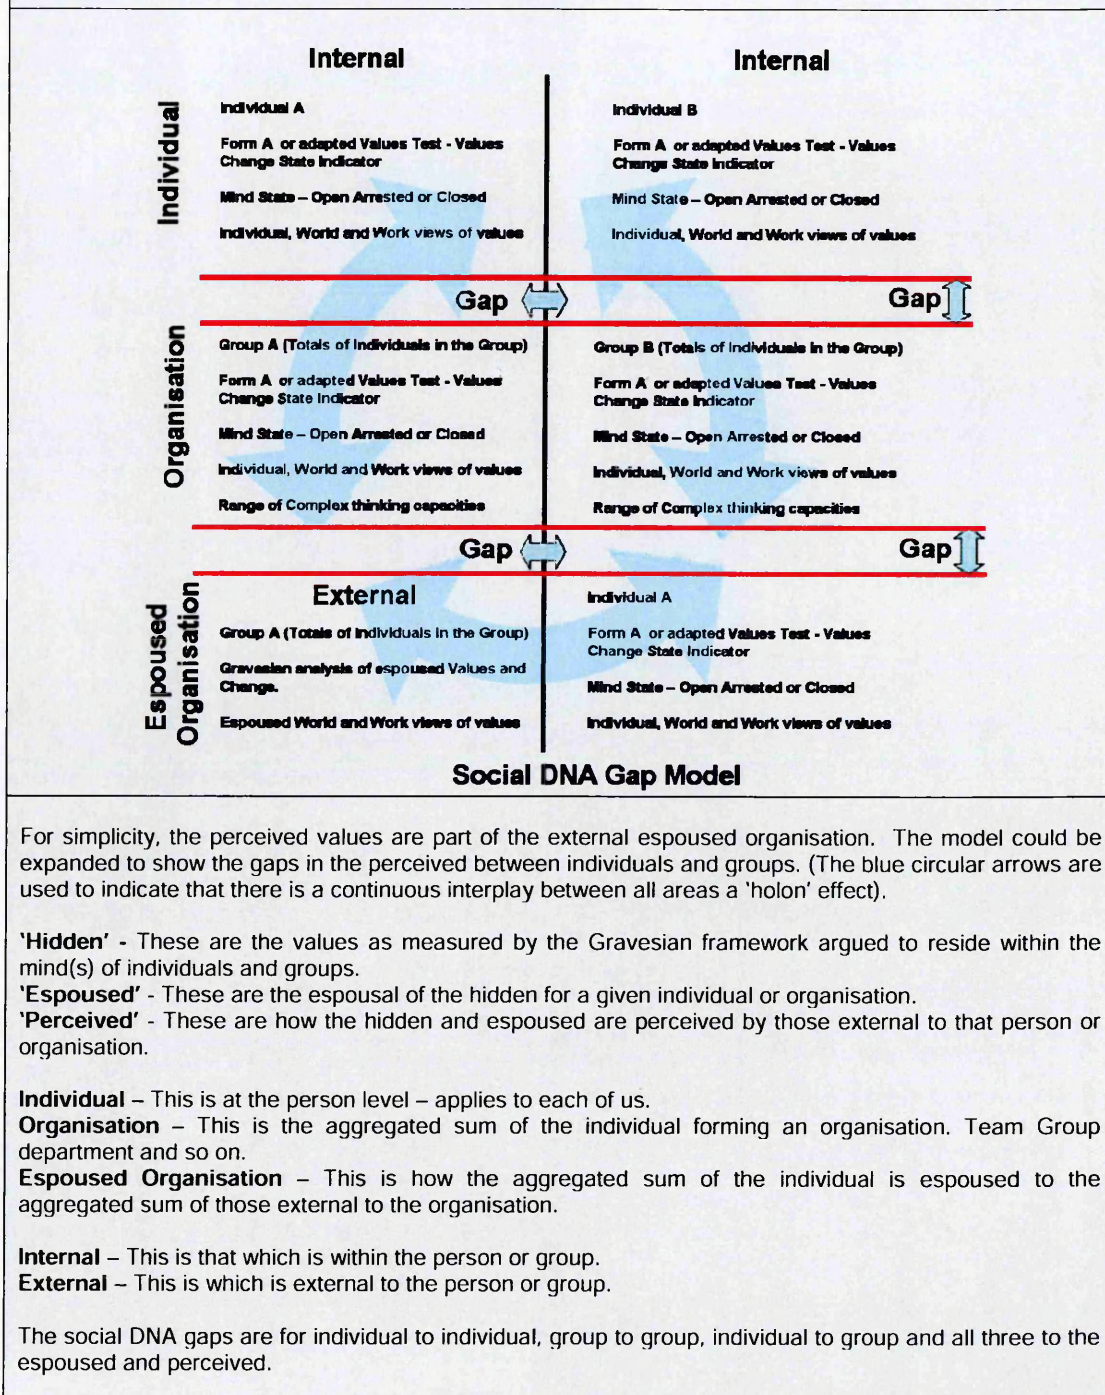 Internal
Internal
Individual
Individual A
Form A or adapted Values Test - Values
Change State Indicator
Mind State – Open Arrested or Closed
Individual, World and Work views of values
Individual B
Form A or adapted Values Test - Values
Change State Indicator
Mind State – Open Arrested or Closed
Individual, World and Work views of values
Gap
Gap
Organisation
Group A (Totals of Individuals in the Group)
Form A or adapted Values Test - Values
Change State Indicator
Mind State – Open Arrested or Closed
Individual, World and Work views of values
Range of Complex thinking capacities
Group B (Totals of Individuals in the Group)
Form A or adapted Values Test - Values
Change State Indicator
Mind State – Open Arrested or Closed
Individual, World and Work views of values
Range of Complex thinking capacities
Gap
Gap
Espoused
Organisation
External
Group A (Totals of Individuals in the Group)
Gravesian analysis of espoused Values and
Change.
Espoused World and Work views of values
Individual A
Form A or adapted Values Test - Values
Change State Indicator
Mind State – Open Arrested or Closed
Individual, World and Work views of values
Social DNA Gap Model
For simplicity, the perceived values are part of the external espoused organisation. The model could be
expanded to show the gaps in the perceived between individuals and groups. (The blue circular arrows are
used to indicate that there is a continuous interplay between all areas a 'holon' effect).
'Hidden' - These are the values as measured by the Gravesian framework argued to reside within the
mind(s) of individuals and groups.
'Espoused' - These are the espousal of the hidden for a given individual or organisation.
'Perceived' - These are how the hidden and espoused are perceived by those external to that person or
organisation.
Individual – This is at the person level – applies to each of us.
Organisation – This is the aggregated sum of the individual forming an organisation. Team Group
department and so on.
Espoused Organisation – This is how the aggregated sum of the individual is espoused to the
aggregated sum of those external to the organisation.
Internal – This is that which is within the person or group.
External – This is which is external to the person or group.
The social DNA gaps are for individual to individual, group to group, individual to group and all three to the
espoused and perceived.